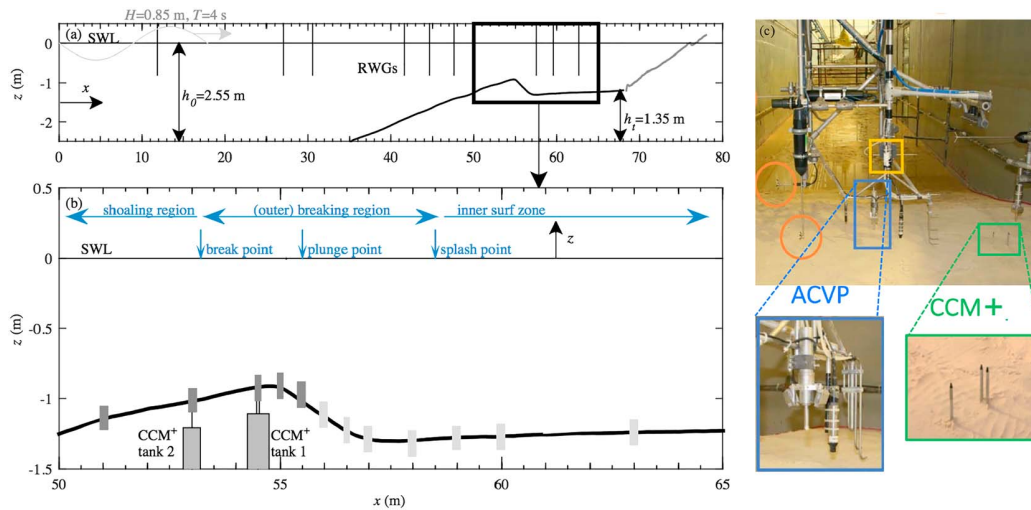 H=0.85 m, T=4 s
(a) SWL
0
-1
-2
z (m)
x
h0=2.55 m
RWGs
ht=1.35 m
0 10 20 30 40 50 60 70 80
(b)
0.5
0
-0.5
-1
-1.5
z (m)
shoaling region (outer) breaking region inner surf zone
break point plunge point splash point z
SWL
CCM+
tank 2
CCM+
tank 1
50 55 60 65
x (m)
(c)
ACVP
CCM+